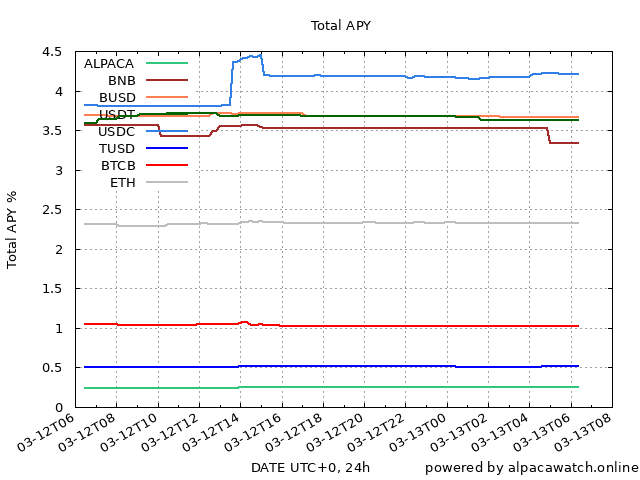 Total APY
4.5
4
3.5
3
2.5
2
1.5
1
0.5
0
Total APY %
ALPACA
BNB
BUSD
USDT
USDC
TUSD
BTCB
ETH
03-12T06
03-12T08
03-12T10
03-12T12
03-12T14
03-12T16
03-12T18
03-12T20
03-12T22
03-13T00
03-13T02
03-13T04
03-13T06
03-13T08
DATE UTC+0, 24h
powered by alpacawatch.online